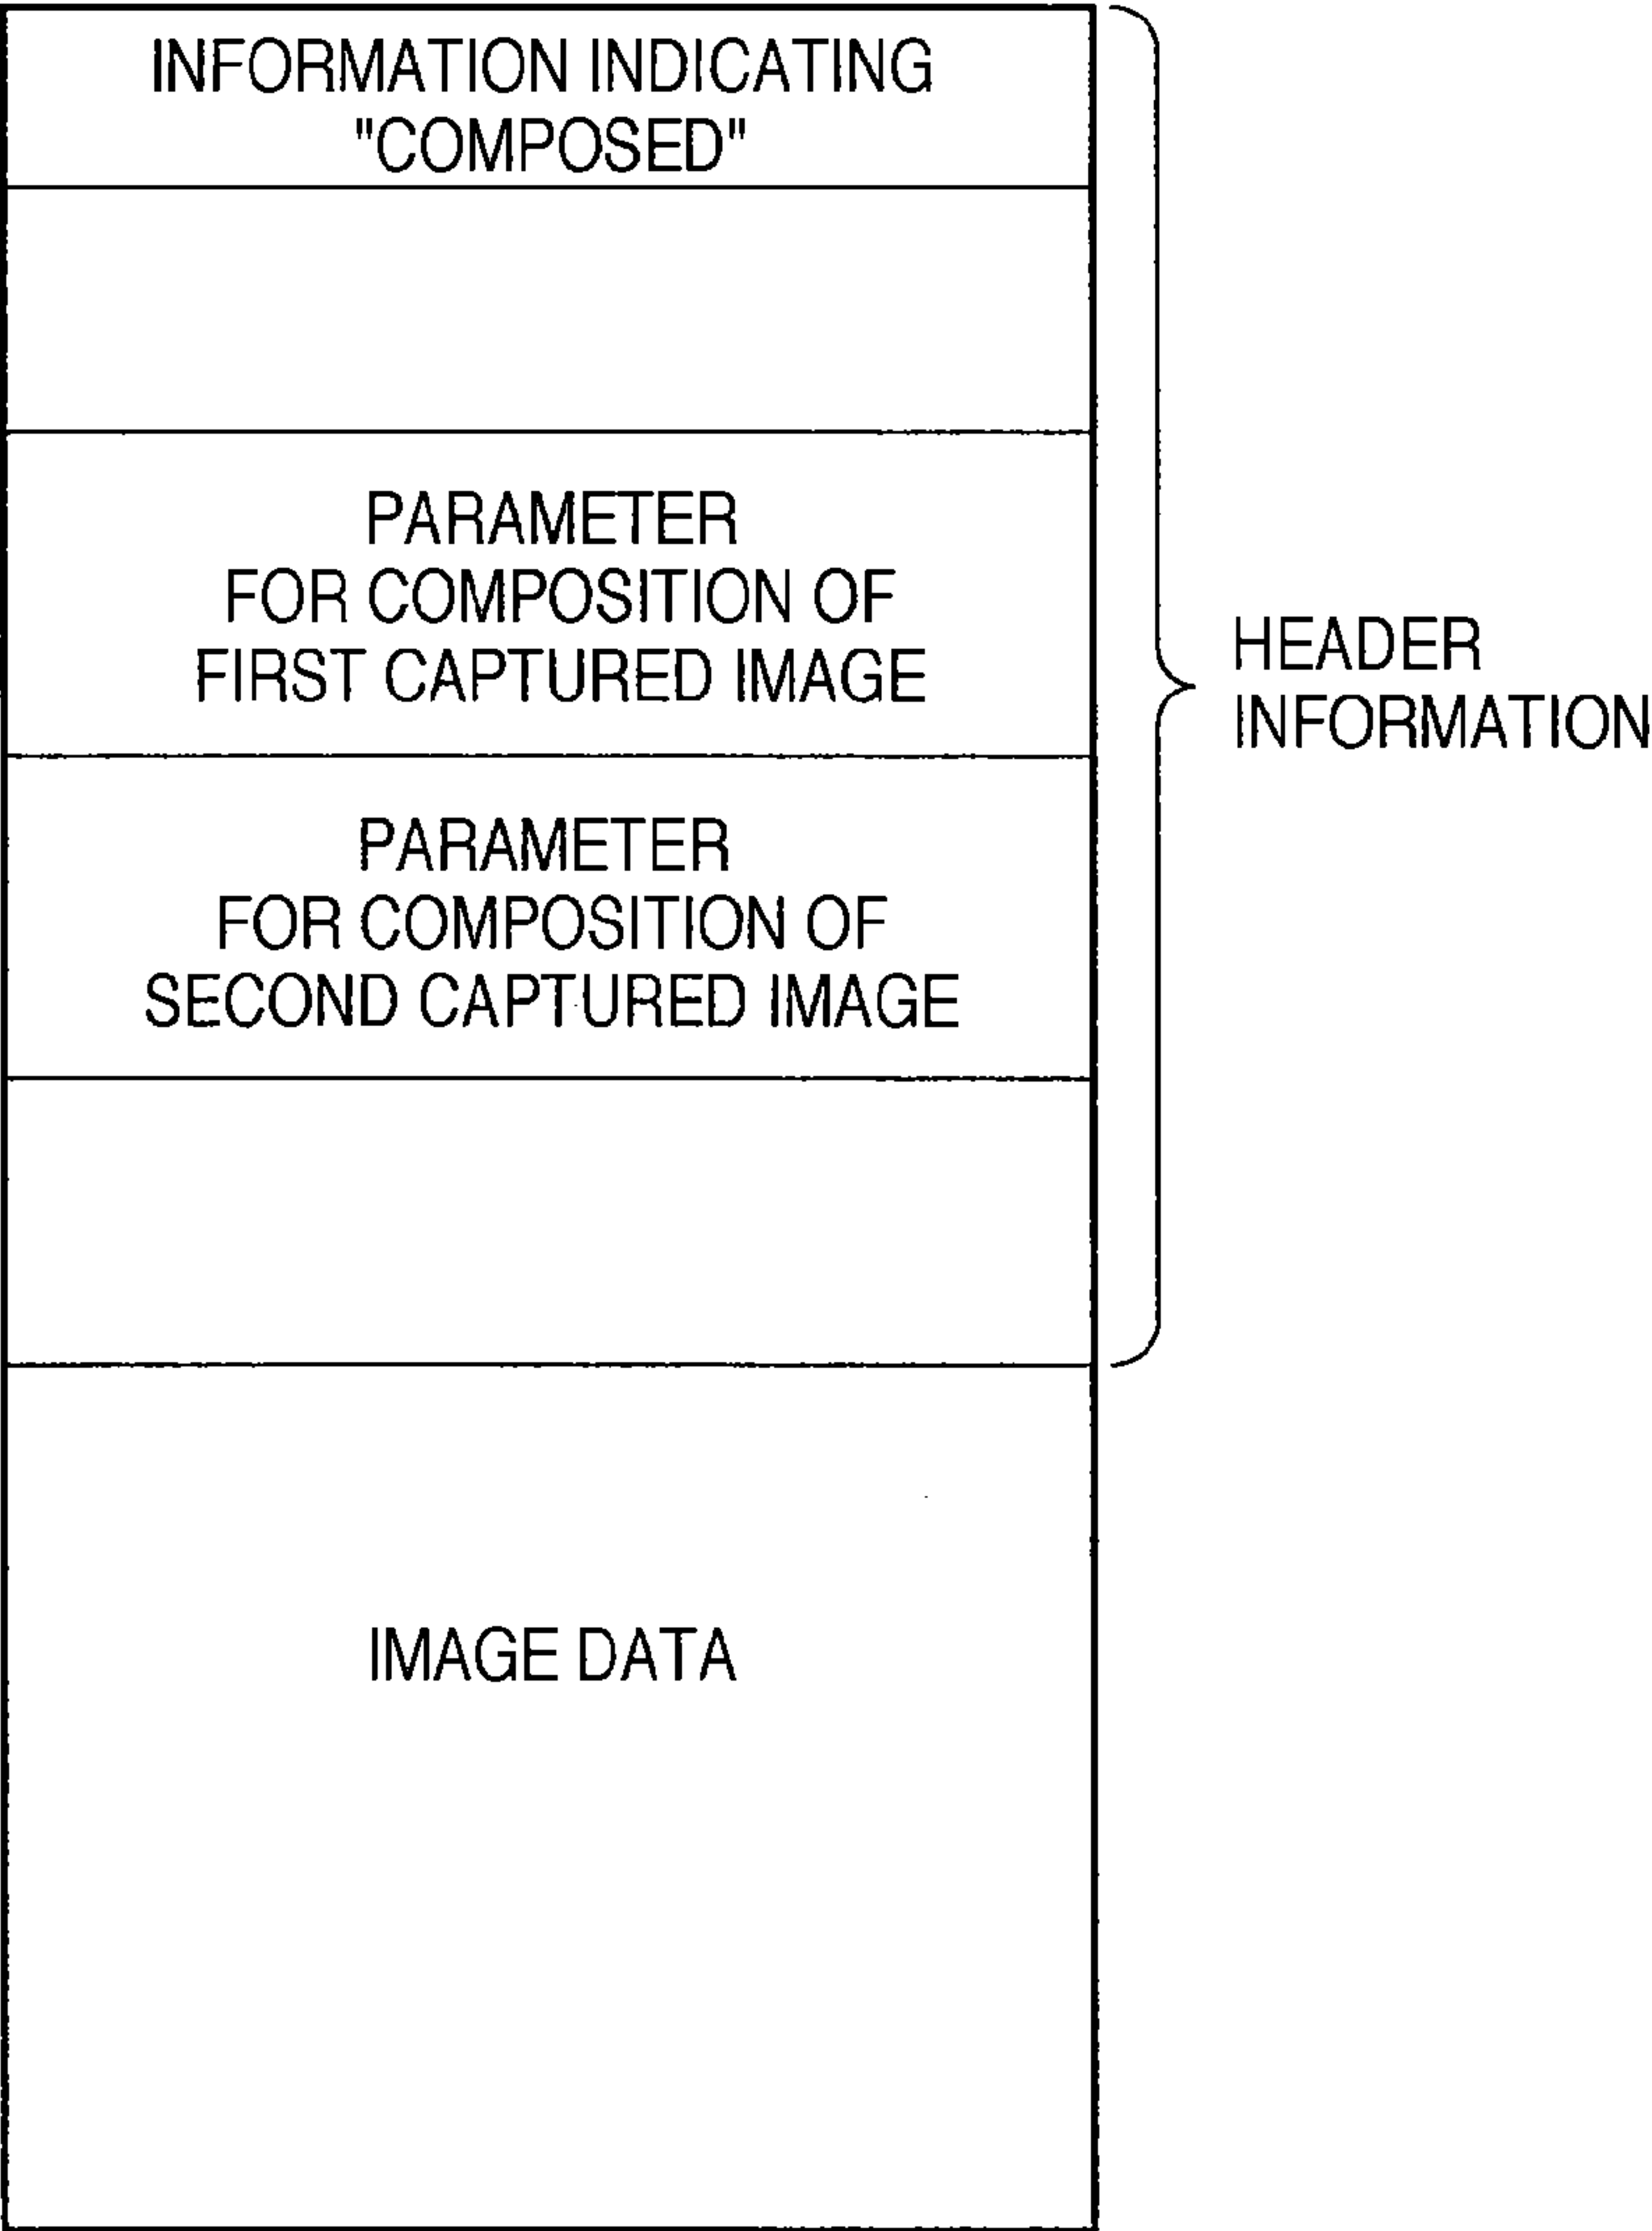 INFORMATION INDICATING
"COMPOSED"
PARAMETER
FOR COMPOSITION OF
FIRST CAPTURED IMAGE
HEADER
INFORMATION
PARAMETER
FOR COMPOSITION OF
SECOND CAPTURED IMAGE
IMAGE DATA